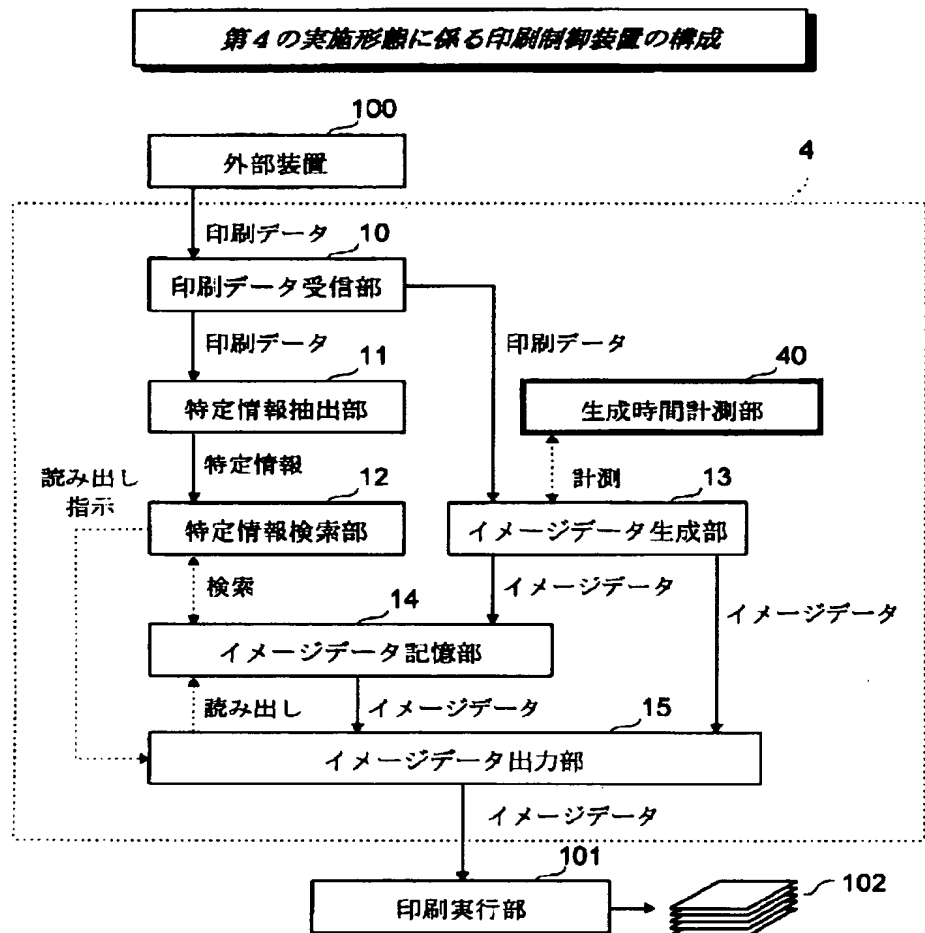 第４の実施形態に係る印刷制御装置の構成
100
外部装置
4
印刷データ
10
印刷データ受信部
印刷データ
11
印刷データ
40
特定情報抽出部
生成時間計測部
読み出し
指示
特定情報
12
計測
13
特定情報検索部
イメージデータ生成部
検索
14
イメージデータ
イメージデータ
イメージデータ記憶部
読み出し
イメージデータ
15
イメージデータ出力部
イメージデータ
101
印刷実行部
102